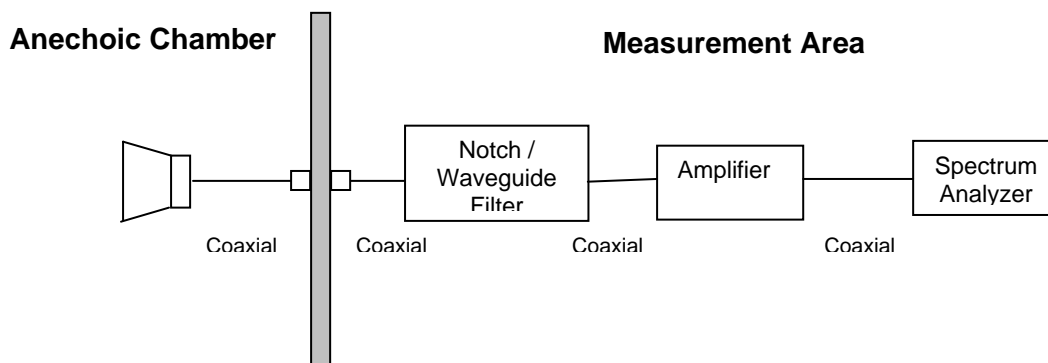 Anechoic Chamber
Measurement Area
Notch /
Waveguide
Filter
Amplifier
Spectrum
Analyzer
Coaxial
Coaxial
Coaxial
Coaxial